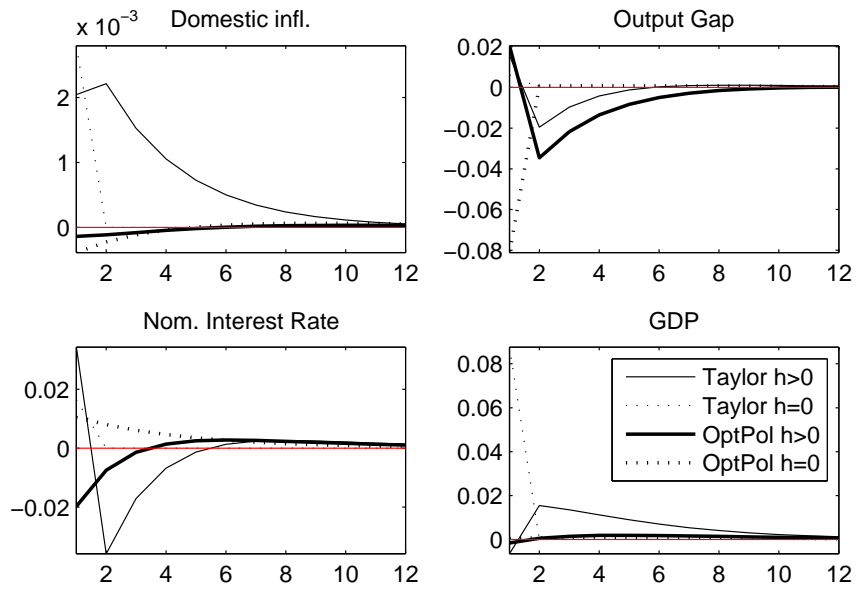 x 10⁻³ Domestic infl.
2
1
0
2 4 6 8 10 12
Output Gap
0.02
0
−0.02
−0.04
−0.06
−0.08
2 4 6 8 10 12
Nom. Interest Rate
0.02
0
−0.02
2 4 6 8 10 12
GDP
0.08
0.06
0.04
0.02
0
2 4 6 8 10 12
Taylor h>0
Taylor h=0
OptPol h>0
OptPol h=0